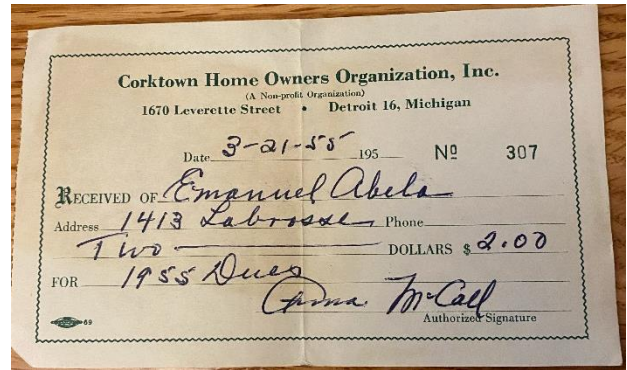 Corktown Home Owners Organization, Inc.
(A Non-profit Organization)
1670 Leverette Street • Detroit 16, Michigan
Date 3-21-55 195 Nº 307
RECEIVED OF Emanuel Abela
Address 1413 Labrosse Phone
Two DOLLARS $ 2.00
FOR 1955 Dues
McCall
Authorized Signature
69